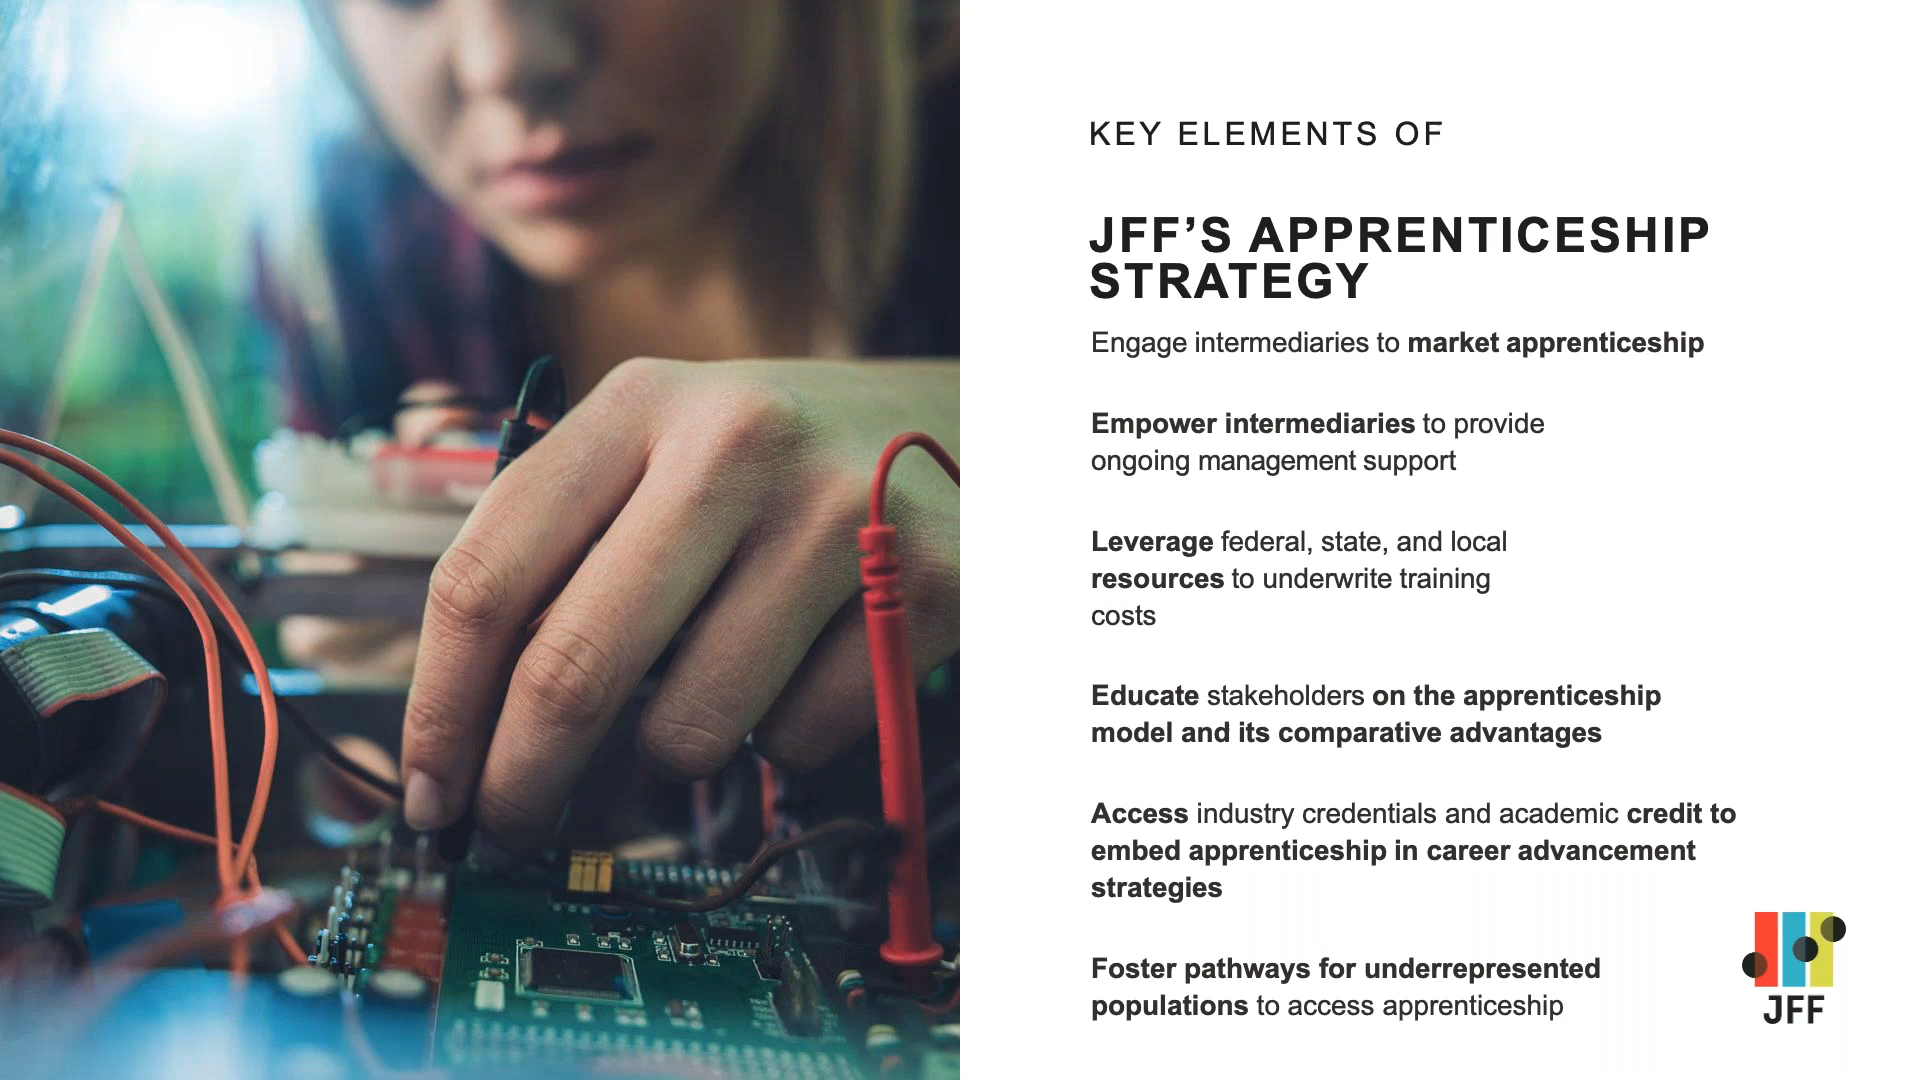 KEY ELEMENTS OF
JFF’S APPRENTICESHIP
STRATEGY
Engage intermediaries to market apprenticeship
Empower intermediaries to provide
ongoing management support
Leverage federal, state, and local
resources to underwrite training
costs
Educate stakeholders on the apprenticeship
model and its comparative advantages
Access industry credentials and academic credit to
embed apprenticeship in career advancement
strategies
Foster pathways for underrepresented
populations to access apprenticeship
JFF